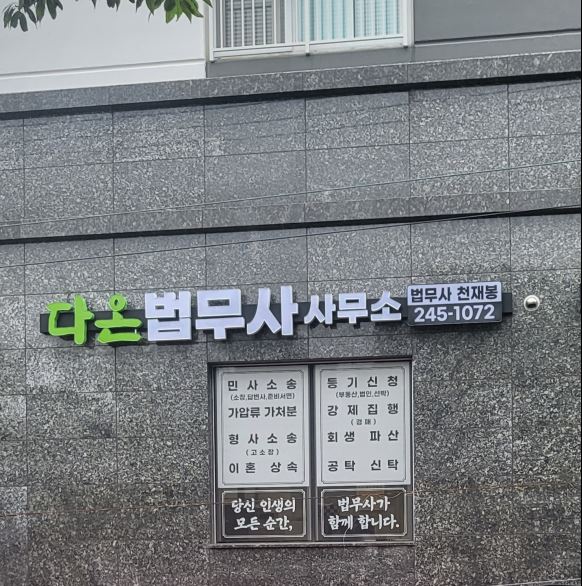 다온법무사사무소
법무사 천재봉
245-1072
민사소송
(소장,답변서,준비서면)
가압류 가처분
형사소송
(고소장)
이혼 상속
당신 인생의
모든 순간,
등기신청
(부동산,법인,선박)
강제집행
(경매)
회생 파산
공탁 신탁
법무사가
함께 합니다.